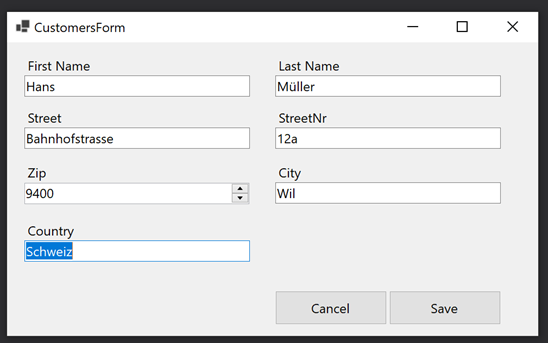 CustomersForm
First Name Last Name
Hans Müller
Street StreetNr
Bahnhofstrasse 12a
Zip City
9400 Wil
Country
Schweiz
Cancel Save